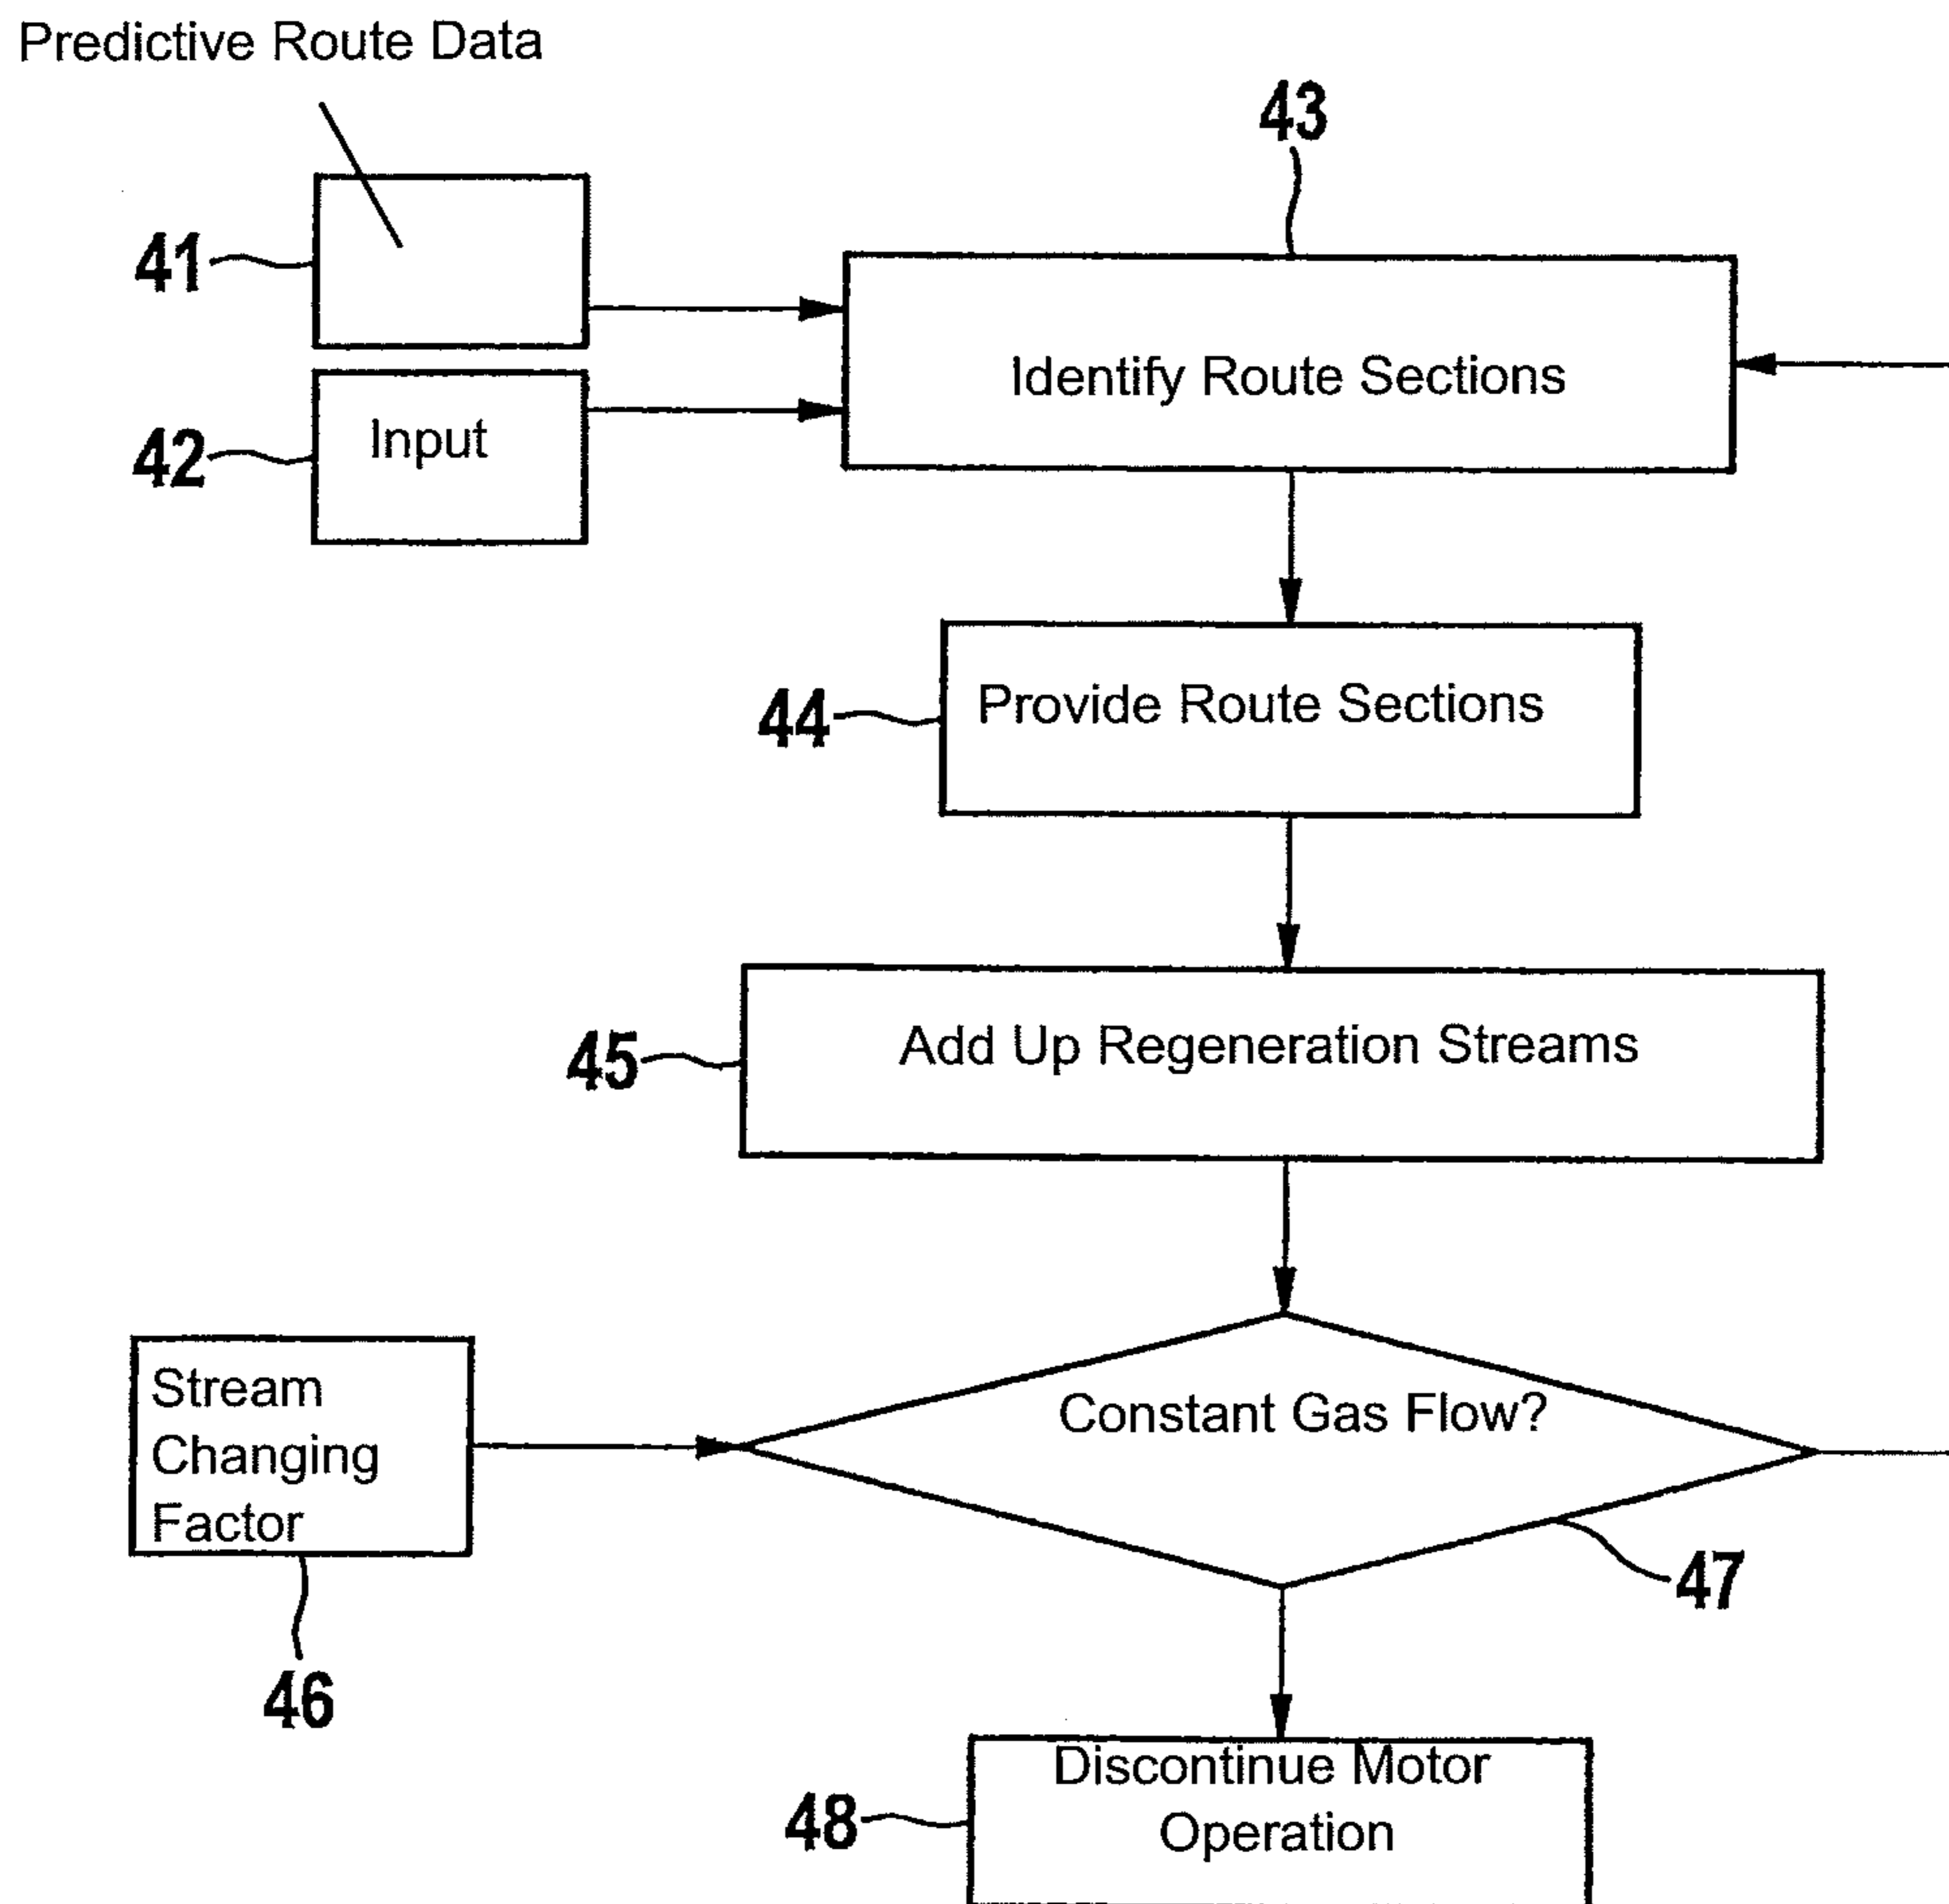 Predictive Route Data
43
41
Identify Route Sections
42
Input
44
Provide Route Sections
45
Add Up Regeneration Streams
Stream
Changing
Factor
Constant Gas Flow?
47
46
Discontinue Motor
Operation
48